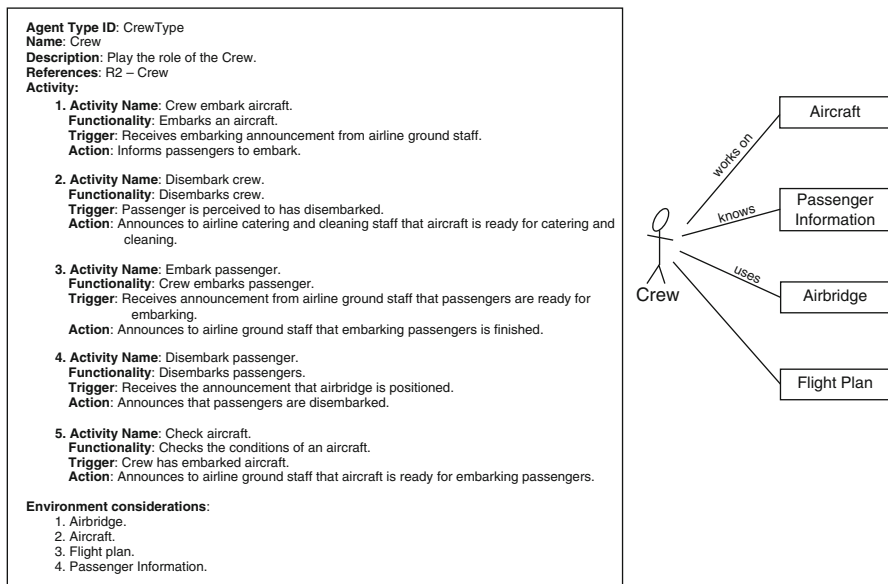 Agent Type ID: CrewType
Name: Crew
Description: Play the role of the Crew.
References: R2 – Crew
Activity:
1. Activity Name: Crew embark aircraft.
Functionality: Embarks an aircraft.
Trigger: Receives embarking announcement from airline ground staff.
Action: Informs passengers to embark.
2. Activity Name: Disembark crew.
Functionality: Disembarks crew.
Trigger: Passenger is perceived to has disembarked.
Action: Announces to airline catering and cleaning staff that aircraft is ready for catering and
cleaning.
3. Activity Name: Embark passenger.
Functionality: Crew embarks passenger.
Trigger: Receives announcement from airline ground staff that passengers are ready for
embarking.
Action: Announces to airline ground staff that embarking passengers is finished.
4. Activity Name: Disembark passenger.
Functionality: Disembarks passengers.
Trigger: Receives the announcement that airbridge is positioned.
Action: Announces that passengers are disembarked.
5. Activity Name: Check aircraft.
Functionality: Checks the conditions of an aircraft.
Trigger: Crew has embarked aircraft.
Action: Announces to airline ground staff that aircraft is ready for embarking passengers.
Environment considerations:
1. Airbridge.
2. Aircraft.
3. Flight plan.
4. Passenger Information.
Crew
works on
Aircraft
knows
Passenger
Information
uses
Airbridge
Flight Plan